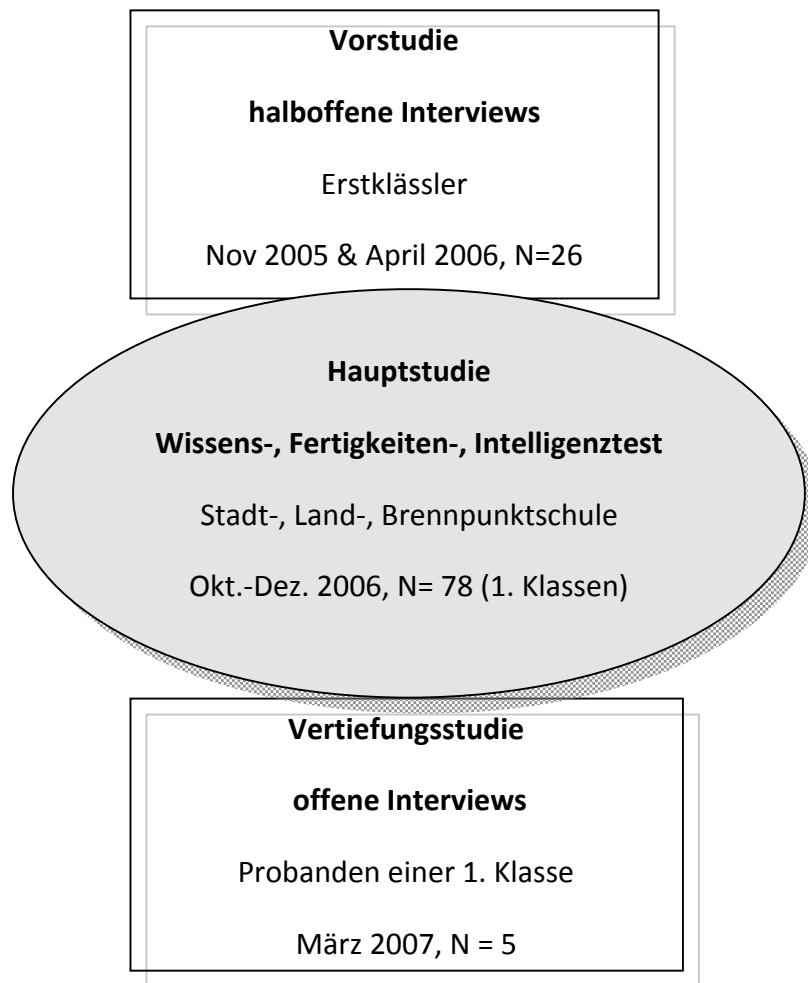 Vorstudie
halboffene Interviews
Erstklässler
Nov 2005 & April 2006, N=26
Hauptstudie
Wissens-, Fertigkeiten-, Intelligenztest
Stadt-, Land-, Brennpunktschule
Okt.-Dez. 2006, N= 78 (1. Klassen)
Vertiefungsstudie
offene Interviews
Probanden einer 1. Klasse
März 2007, N = 5